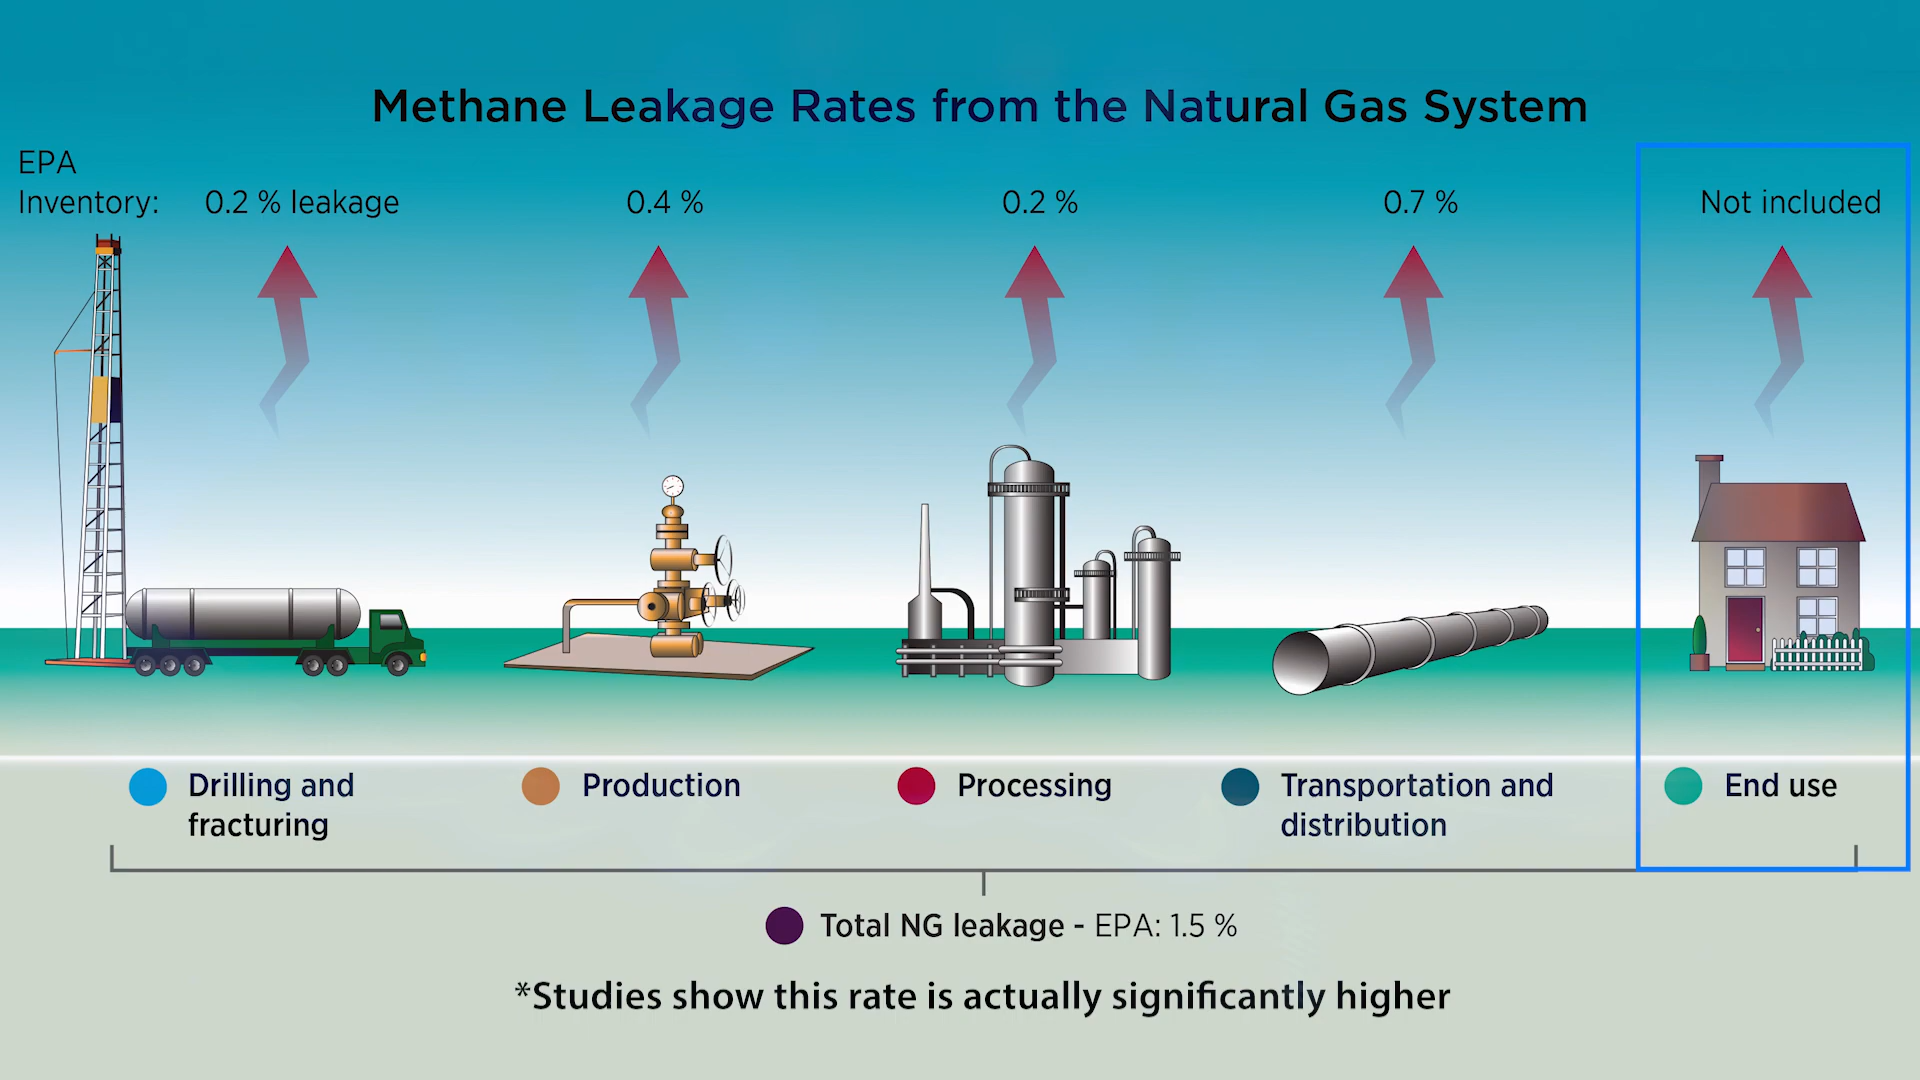 Methane Leakage Rates from the Natural Gas System
EPA
Inventory:
0.2 % leakage
0.4 %
0.2 %
0.7 %
Not included
Drilling and
fracturing
Production
Processing
Transportation and
distribution
End use
Total NG leakage - EPA: 1.5 %
*Studies show this rate is actually significantly higher